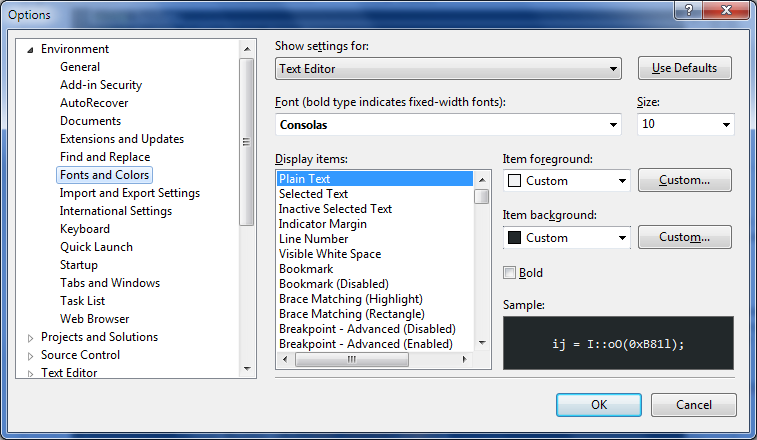 Options
Environment
General
Add-in Security
AutoRecover
Documents
Extensions and Updates
Find and Replace
Fonts and Colors
Import and Export Settings
International Settings
Keyboard
Quick Launch
Startup
Tabs and Windows
Task List
Web Browser
Projects and Solutions
Source Control
Text Editor
Show settings for:
Text Editor
Use Defaults
Font (bold type indicates fixed-width fonts):
Size:
Consolas
10
Display items:
Plain Text
Selected Text
Inactive Selected Text
Indicator Margin
Line Number
Visible White Space
Bookmark
Bookmark (Disabled)
Brace Matching (Highlight)
Brace Matching (Rectangle)
Breakpoint - Advanced (Disabled)
Breakpoint - Advanced (Enabled)
Item foreground:
Custom
Custom...
Item background:
Custom
Custom...
Bold
Sample:
ij = I::oO(0xB81l);
OK
Cancel